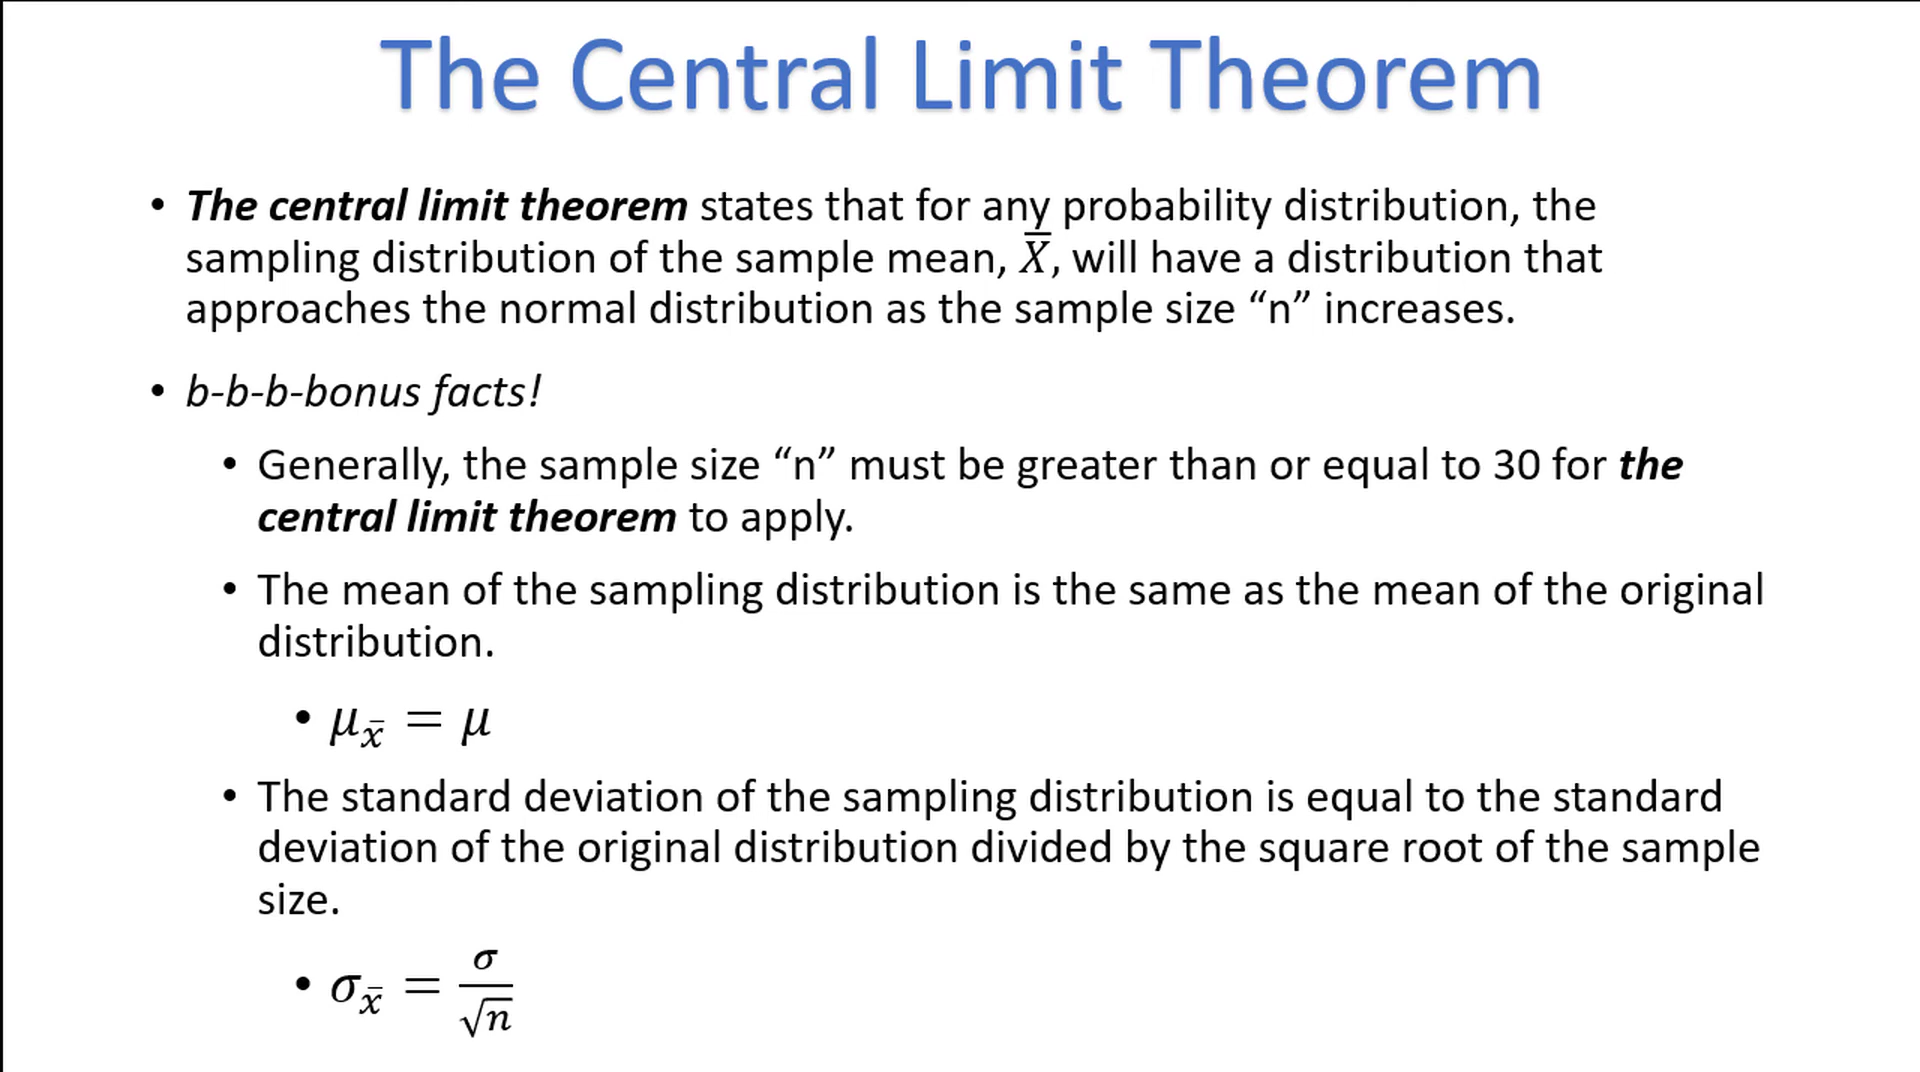 The Central Limit Theorem
• The central limit theorem states that for any probability distribution, the
sampling distribution of the sample mean, X̅, will have a distribution that
approaches the normal distribution as the sample size “n” increases.
• b-b-b-bonus facts!
• Generally, the sample size “n” must be greater than or equal to 30 for the
central limit theorem to apply.
• The mean of the sampling distribution is the same as the mean of the original
distribution.
• μ_x̄ = μ
• The standard deviation of the sampling distribution is equal to the standard
deviation of the original distribution divided by the square root of the sample
size.
• σ_x̄ = σ/√n